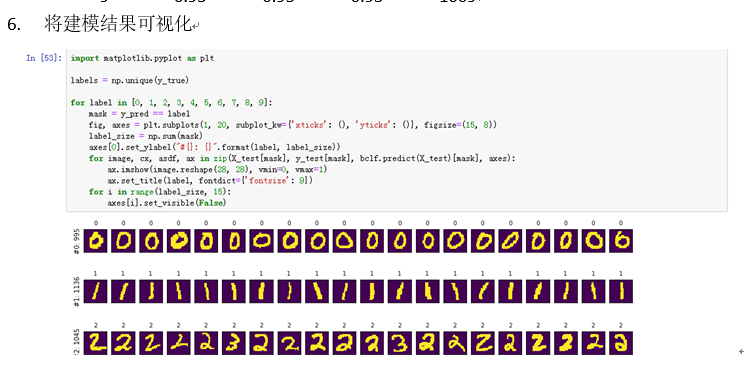 6. 将建模结果可视化
In [53]: import matplotlib.pyplot as plt
labels = np.unique(y_true)
for label in [0, 1, 2, 3, 4, 5, 6, 7, 8, 9]:
mask = y_pred == label
fig, axes = plt.subplots(1, 20, subplot_kw={'xticks': (), 'yticks': ()}, figsize=(15, 8))
label_size = np.sum(mask)
axes[0].set_ylabel("#{}: {}".format(label, label_size))
for image, cx, asdf, ax in zip(X_test[mask], y_test[mask], bclf.predict(X_test)[mask], axes):
ax.imshow(image.reshape(28, 28), vmin=0, vmax=1)
ax.set_title(label, fontdict={'fontsize': 9})
for i in range(label_size, 15):
axes[i].set_visible(False)
0 0 0 0 0 0 0 0 0 0 0 0 0 0 0 0 0 0 0 0
#0: 995
1 1 1 1 1 1 1 1 1 1 1 1 1 1 1 1 1 1 1 1
#1: 1136
2 2 2 2 2 2 2 2 2 2 2 2 2 2 2 2 2 2 2 2
2: 1045